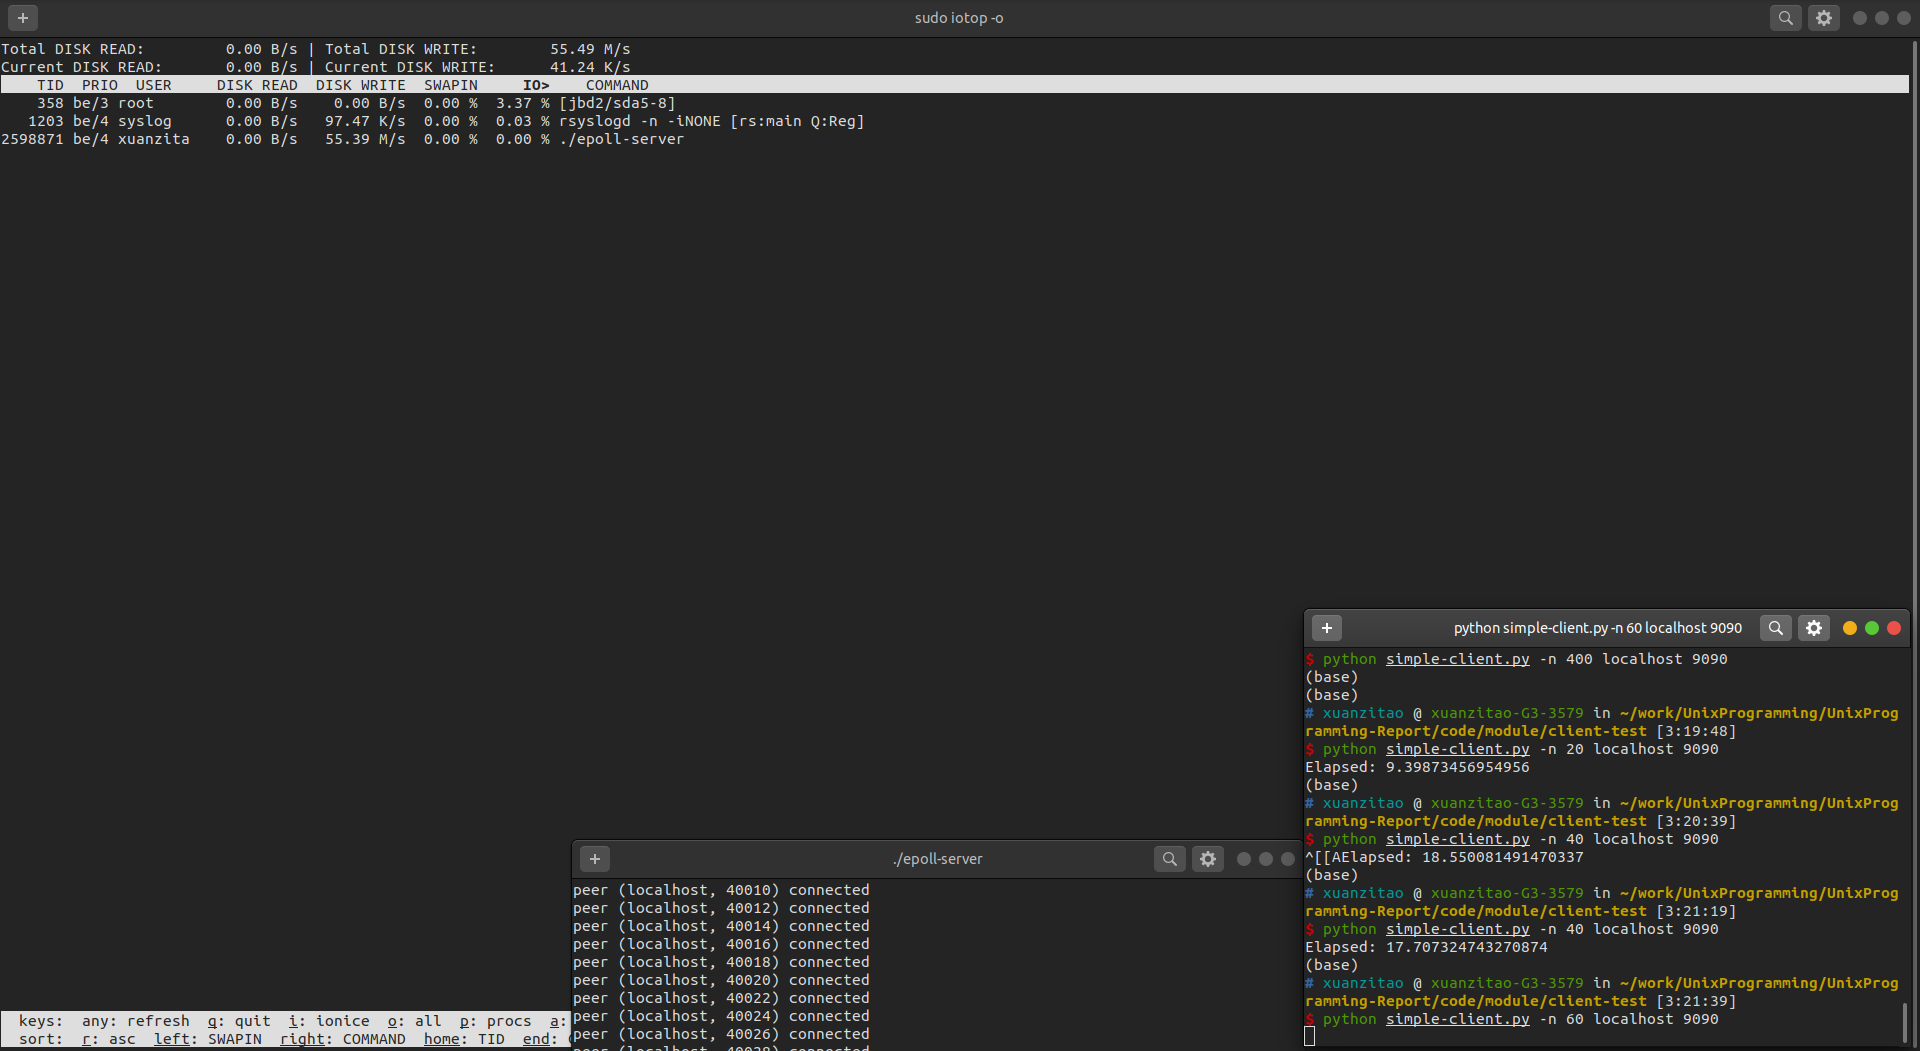 sudo iotop -o
Total DISK READ:         0.00 B/s | Total DISK WRITE:        55.49 M/s
Current DISK READ:       0.00 B/s | Current DISK WRITE:      41.24 K/s
    TID  PRIO  USER     DISK READ  DISK WRITE  SWAPIN     IO>    COMMAND
    358 be/3 root        0.00 B/s    0.00 B/s  0.00 %  3.37 % [jbd2/sda5-8]
   1203 be/4 syslog      0.00 B/s   97.47 K/s  0.00 %  0.03 % rsyslogd -n -iNONE [rs:main Q:Reg]
2598871 be/4 xuanzita    0.00 B/s   55.39 M/s  0.00 %  0.00 % ./epoll-server
  keys:  any: refresh  q: quit  i: ionice  o: all  p: procs  a:
  sort:  r: asc  left: SWAPIN  right: COMMAND  home: TID  end:
./epoll-server
peer (localhost, 40010) connected
peer (localhost, 40012) connected
peer (localhost, 40014) connected
peer (localhost, 40016) connected
peer (localhost, 40018) connected
peer (localhost, 40020) connected
peer (localhost, 40022) connected
peer (localhost, 40024) connected
peer (localhost, 40026) connected
peer (localhost, 40028) connected
python simple-client.py -n 60 localhost 9090
$ python simple-client.py -n 400 localhost 9090
(base)
(base)
# xuanzitao @ xuanzitao-G3-3579 in ~/work/UnixProgramming/UnixProg
ramming-Report/code/module/client-test [3:19:48]
$ python simple-client.py -n 20 localhost 9090
Elapsed: 9.39873456954956
(base)
# xuanzitao @ xuanzitao-G3-3579 in ~/work/UnixProgramming/UnixProg
ramming-Report/code/module/client-test [3:20:39]
$ python simple-client.py -n 40 localhost 9090
^[[AElapsed: 18.550081491470337
(base)
# xuanzitao @ xuanzitao-G3-3579 in ~/work/UnixProgramming/UnixProg
ramming-Report/code/module/client-test [3:21:19]
$ python simple-client.py -n 40 localhost 9090
Elapsed: 17.707324743270874
(base)
# xuanzitao @ xuanzitao-G3-3579 in ~/work/UnixProgramming/UnixProg
ramming-Report/code/module/client-test [3:21:39]
$ python simple-client.py -n 60 localhost 9090